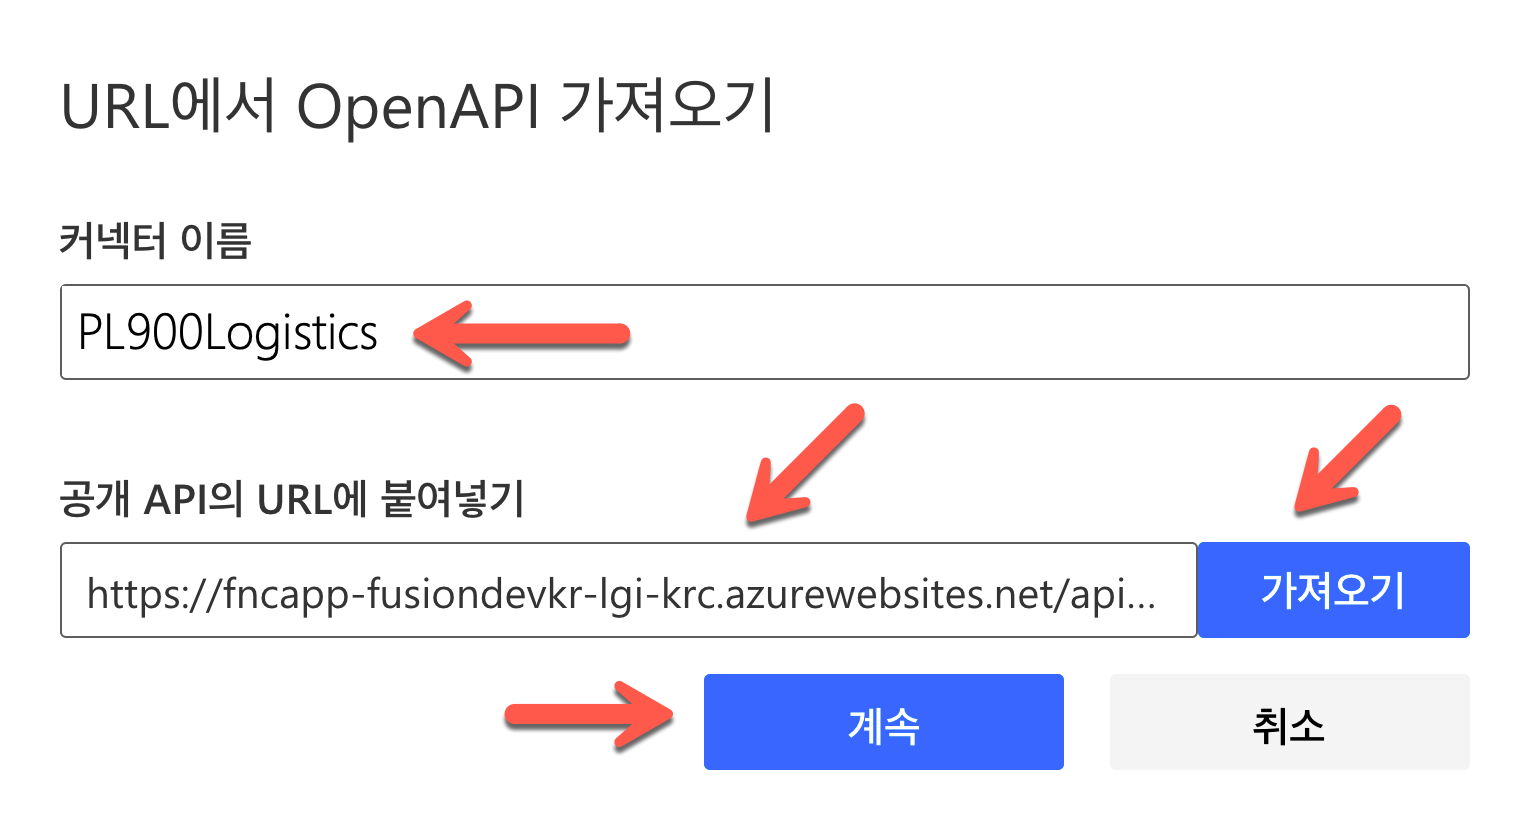 URL에서 OpenAPI 가져오기
커넥터 이름
PL900Logistics
공개 API의 URL에 붙여넣기
https://fncapp-fusiondevkr-lgi-krc.azurewebsites.net/api...
가져오기
계속
취소